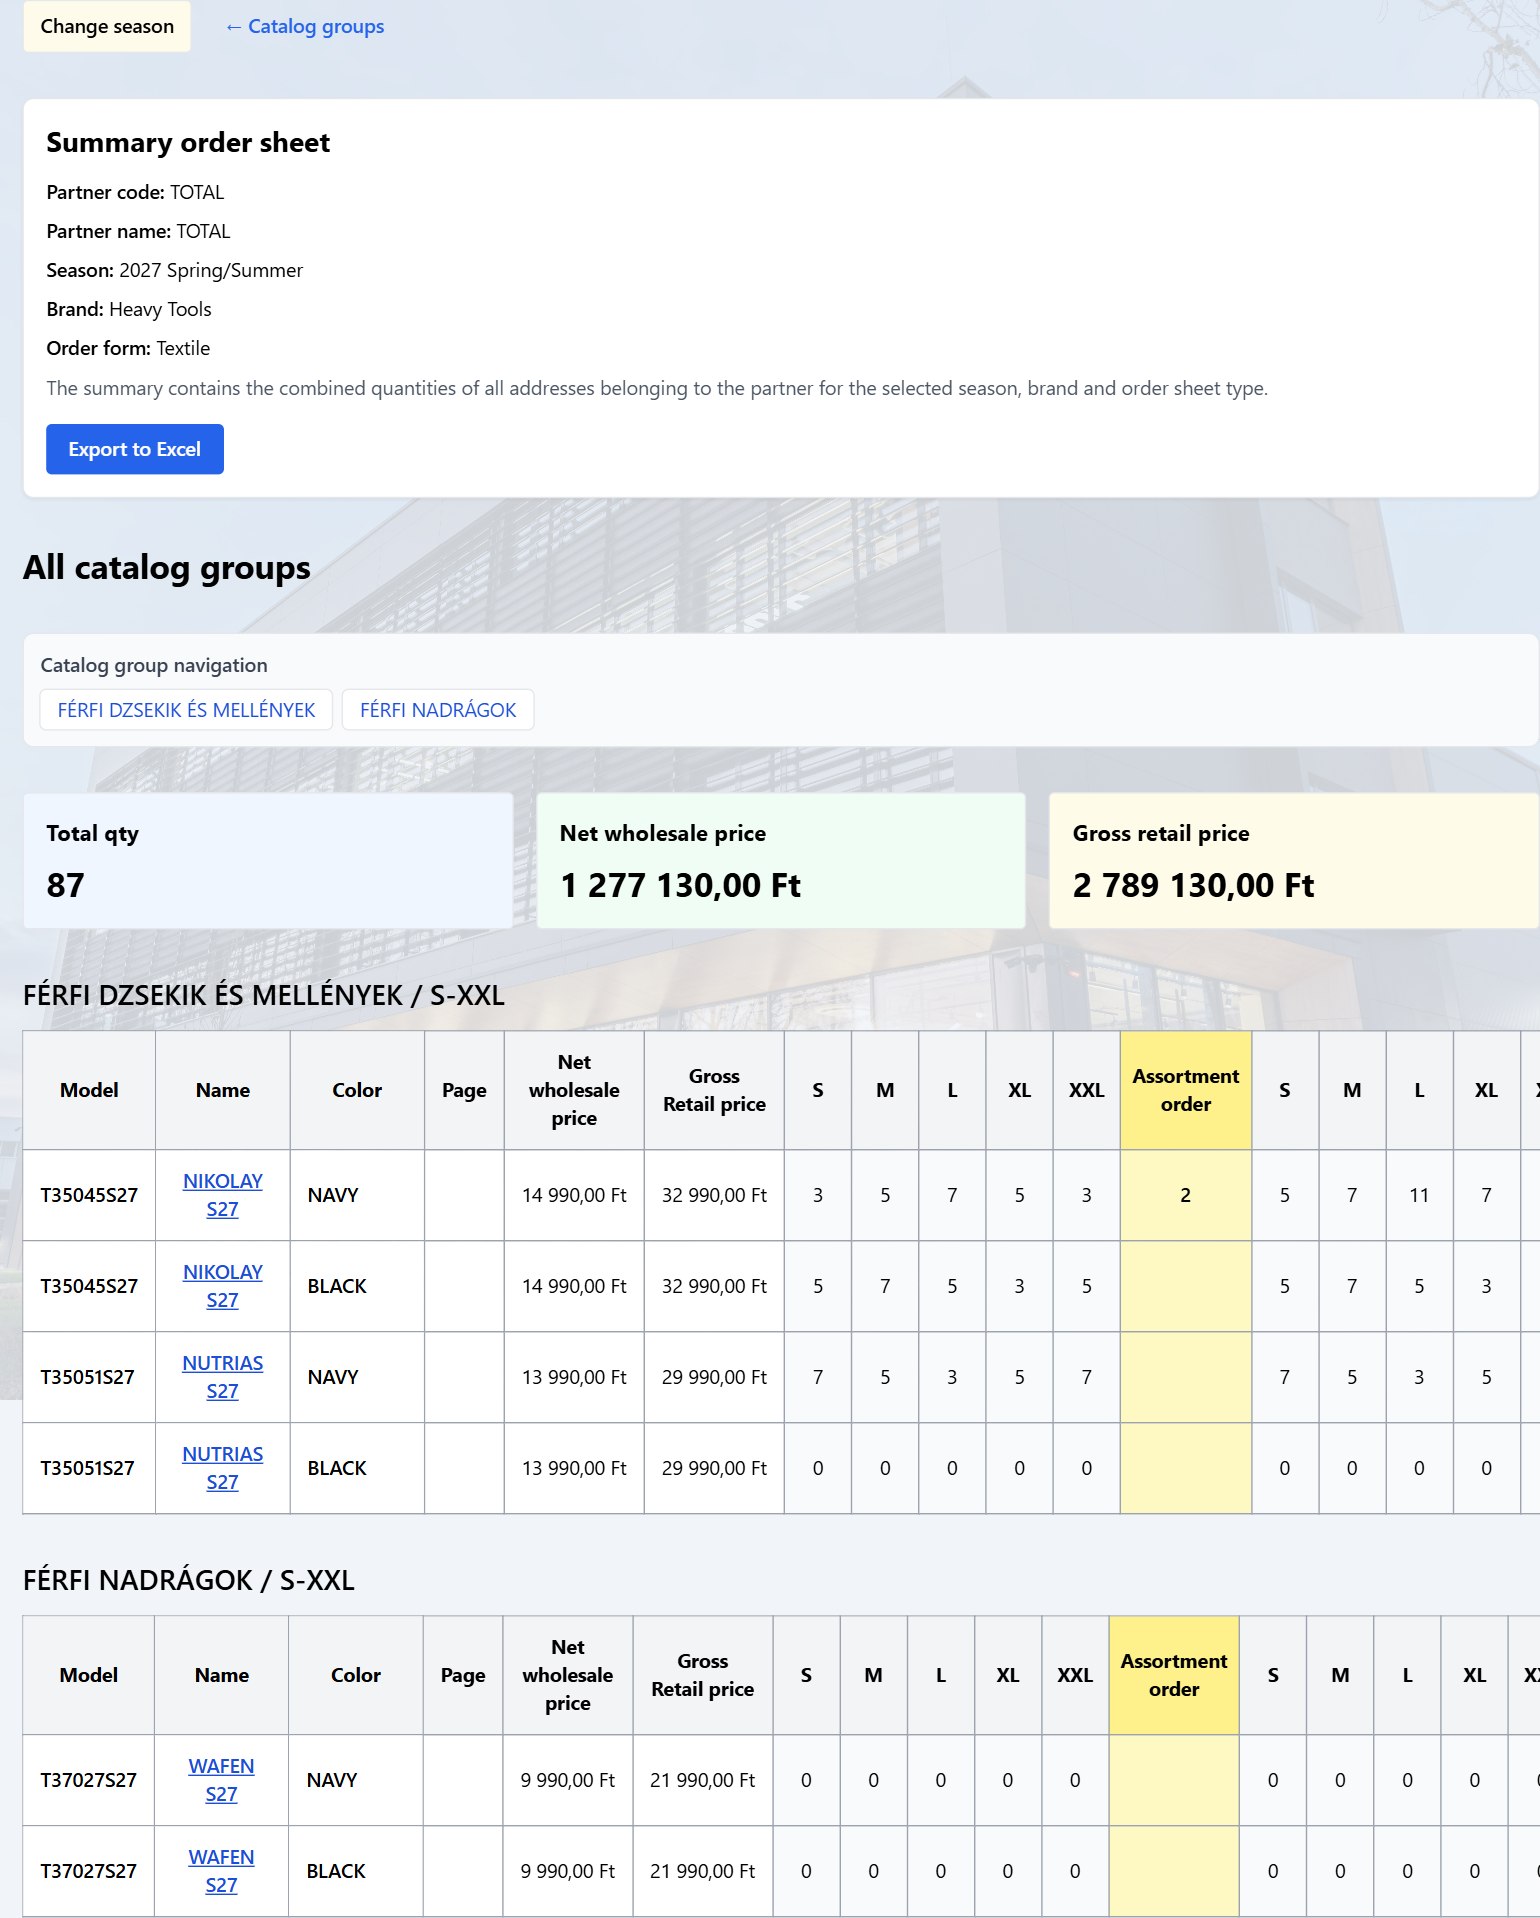 Change season ← Catalog groups
Summary order sheet
Partner code: TOTAL
Partner name: TOTAL
Season: 2027 Spring/Summer
Brand: Heavy Tools
Order form: Textile
The summary contains the combined quantities of all addresses belonging to the partner for the selected season, brand and order sheet type.
Export to Excel
All catalog groups
Catalog group navigation
FÉRFI DZSEKIK ÉS MELLÉNYEK FÉRFI NADRÁGOK
Total qty
87
Net wholesale price
1 277 130,00 Ft
Gross retail price
2 789 130,00 Ft
FÉRFI DZSEKIK ÉS MELLÉNYEK / S-XXL
Model Name Color Page Net wholesale price Gross Retail price S M L XL XXL Assortment order S M L XL
T35045S27 NIKOLAY S27 NAVY 14 990,00 Ft 32 990,00 Ft 3 5 7 5 3 2 5 7 11 7
T35045S27 NIKOLAY S27 BLACK 14 990,00 Ft 32 990,00 Ft 5 7 5 3 5 5 7 5 3
T35051S27 NUTRIAS S27 NAVY 13 990,00 Ft 29 990,00 Ft 7 5 3 5 7 7 5 3 5
T35051S27 NUTRIAS S27 BLACK 13 990,00 Ft 29 990,00 Ft 0 0 0 0 0 0 0 0 0
FÉRFI NADRÁGOK / S-XXL
Model Name Color Page Net wholesale price Gross Retail price S M L XL XXL Assortment order S M L XL
T37027S27 WAFEN S27 NAVY 9 990,00 Ft 21 990,00 Ft 0 0 0 0 0 0 0 0 0
T37027S27 WAFEN S27 BLACK 9 990,00 Ft 21 990,00 Ft 0 0 0 0 0 0 0 0 0